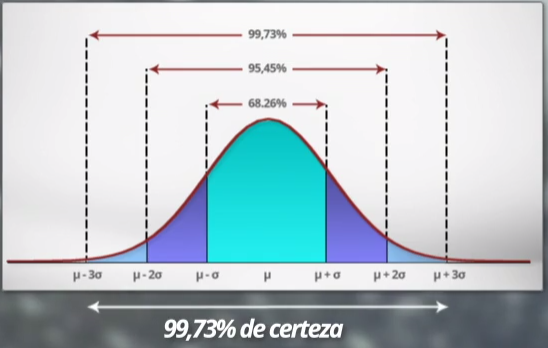 99,73%
95,45%
68.26%
μ - 3σ μ - 2σ μ - σ μ μ + σ μ + 2σ μ + 3σ
99,73% de certeza